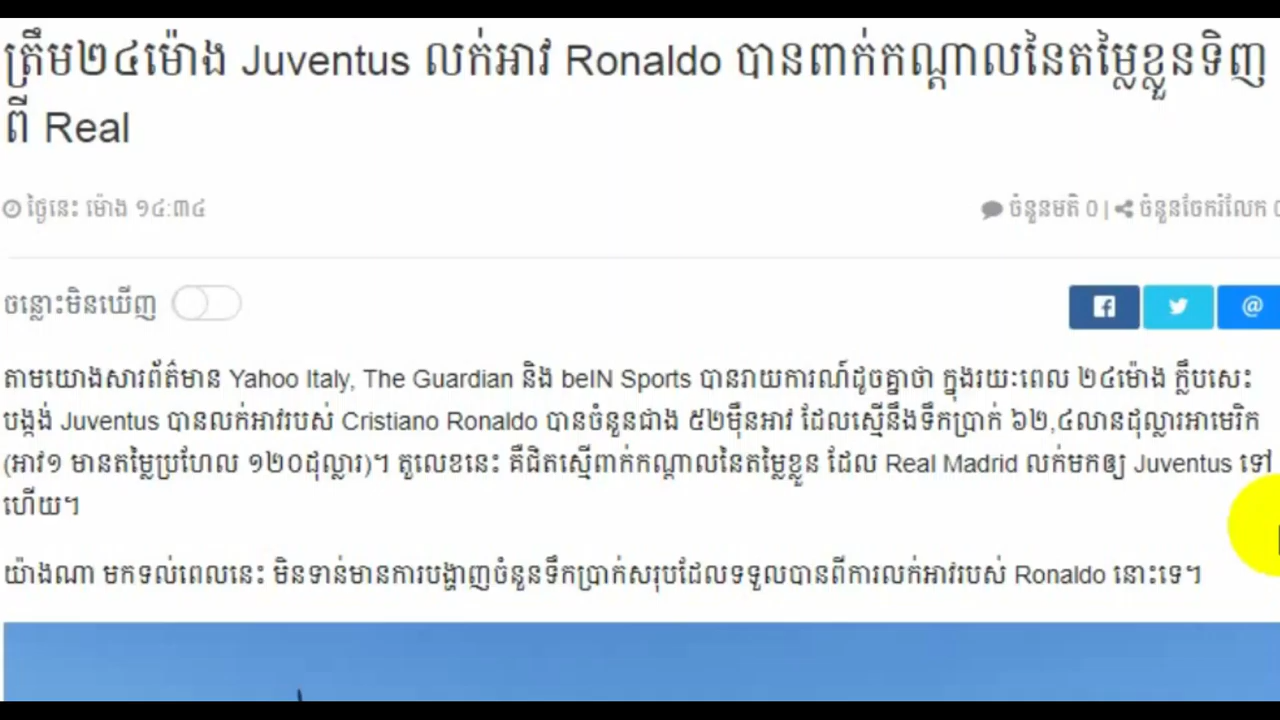 ត្រឹម២៤ម៉ោង Juventus លក់អាវ Ronaldo បានពាក់កណ្ដាលនៃតម្លៃខ្លួនទិញ
ពី Real
ថ្ងៃនេះ ម៉ោង ១៤:៣៤
ចំនួនមតិ 0 | ចំនួនចែករំលែក 0
ចន្លោះមិនឃើញ
តាមយោងសារព័ត៌មាន Yahoo Italy, The Guardian និង beIN Sports បានរាយការណ៍ដូចគ្នាថា ក្នុងរយៈពេល ២៤ម៉ោង ក្លឹបសេះ
បង្កង់ Juventus បានលក់អាវរបស់ Cristiano Ronaldo បានចំនួនជាង ៥២ម៉ឺនអាវ ដែលស្មើនឹងទឹកប្រាក់ ៦២,៤លានដុល្លារអាមេរិក
(អាវ១ មានតម្លៃប្រហែល ១២០ដុល្លារ)។ តួលេខនេះ គឺជិតស្មើពាក់កណ្ដាលនៃតម្លៃខ្លួន ដែល Real Madrid លក់មកឲ្យ Juventus ទៅ
ហើយ។
យ៉ាងណា មកទល់ពេលនេះ មិនទាន់មានការបង្ហាញចំនួនទឹកប្រាក់សរុបដែលទទួលបានពីការលក់អាវរបស់ Ronaldo នោះទេ។